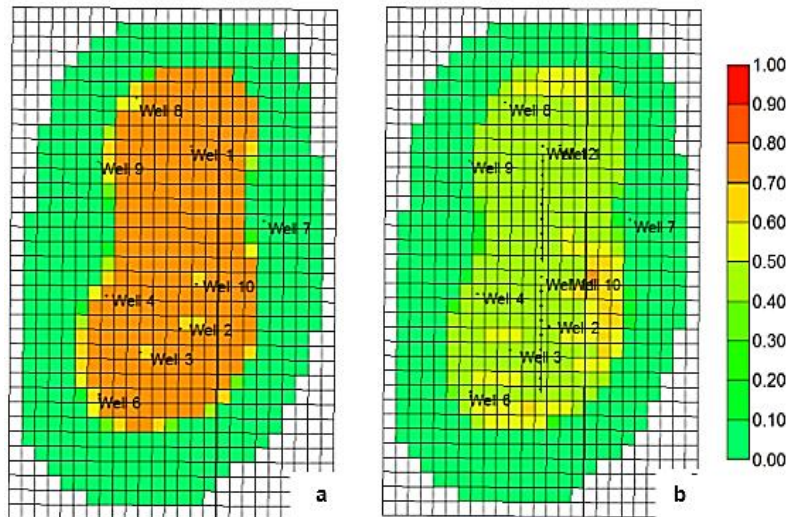 Well 8
Well 1
Well 9
Well 7
Well 10
Well 4
Well 2
Well 3
Well 6
a
Well 8
Well 9
Well 7
10
Well 4
Well 2
Well 3
Well 6
b
1.00
0.90
0.80
0.70
0.60
0.50
0.40
0.30
0.20
0.10
0.00